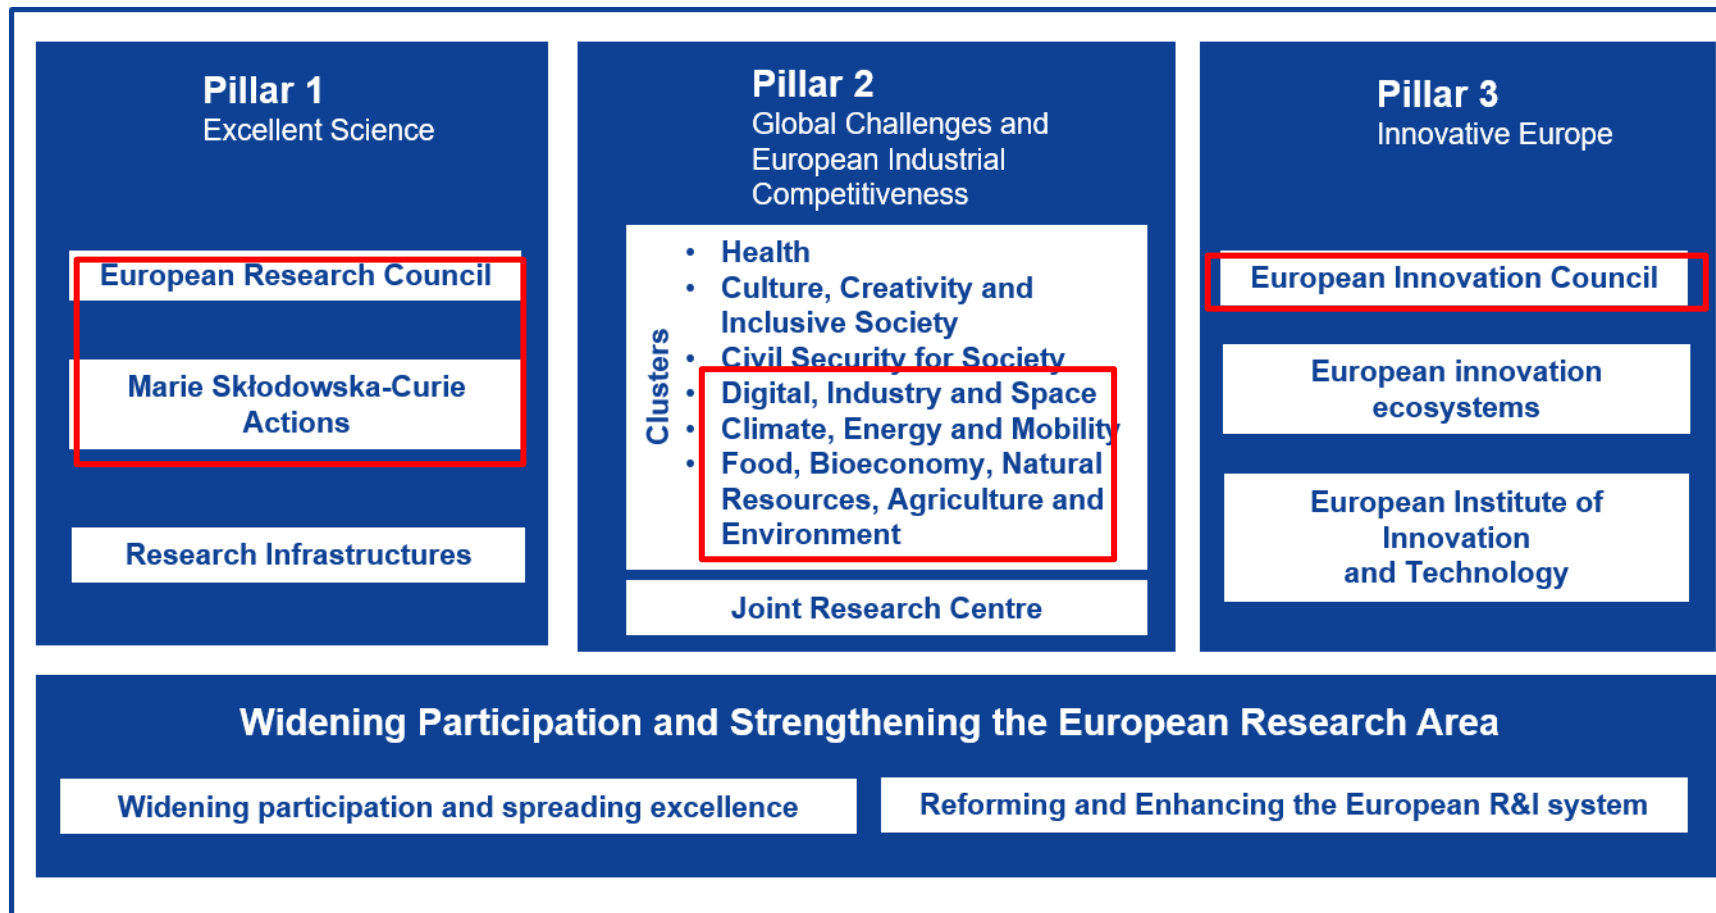 Pillar 1
Excellent Science
European Research Council
Marie Skłodowska-Curie
Actions
Research Infrastructures
Pillar 2
Global Challenges and
European Industrial
Competitiveness
Clusters
• Health
• Culture, Creativity and
Inclusive Society
• Civil Security for Society
• Digital, Industry and Space
• Climate, Energy and Mobility
• Food, Bioeconomy, Natural
Resources, Agriculture and
Environment
Joint Research Centre
Pillar 3
Innovative Europe
European Innovation Council
European innovation
ecosystems
European Institute of
Innovation
and Technology
Widening Participation and Strengthening the European Research Area
Widening participation and spreading excellence
Reforming and Enhancing the European R&I system